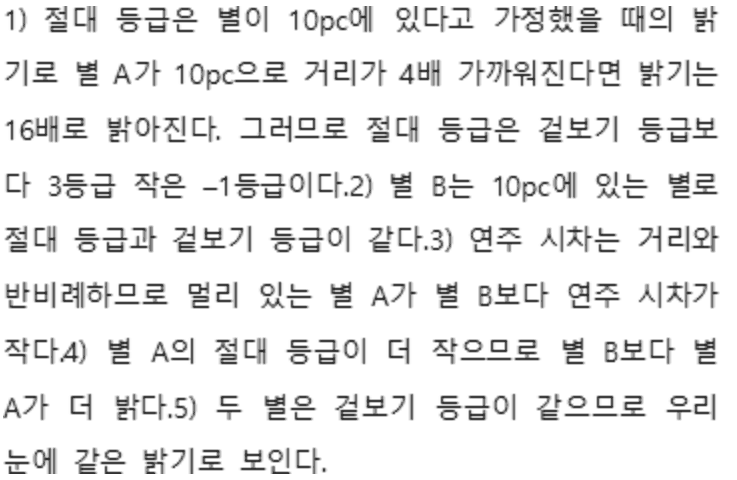 1) 절대 등급은 별이 10pc에 있다고 가정했을 때의 밝
기로 별 A가 10pc으로 거리가 4배 가까워진다면 밝기는
16배로 밝아진다. 그러므로 절대 등급은 겉보기 등급보
다 3등급 작은 –1등급이다.2) 별 B는 10pc에 있는 별로
절대 등급과 겉보기 등급이 같다.3) 연주 시차는 거리와
반비례하므로 멀리 있는 별 A가 별 B보다 연주 시차가
작다.4) 별 A의 절대 등급이 더 작으므로 별 B보다 별
A가 더 밝다.5) 두 별은 겉보기 등급이 같으므로 우리
눈에 같은 밝기로 보인다.